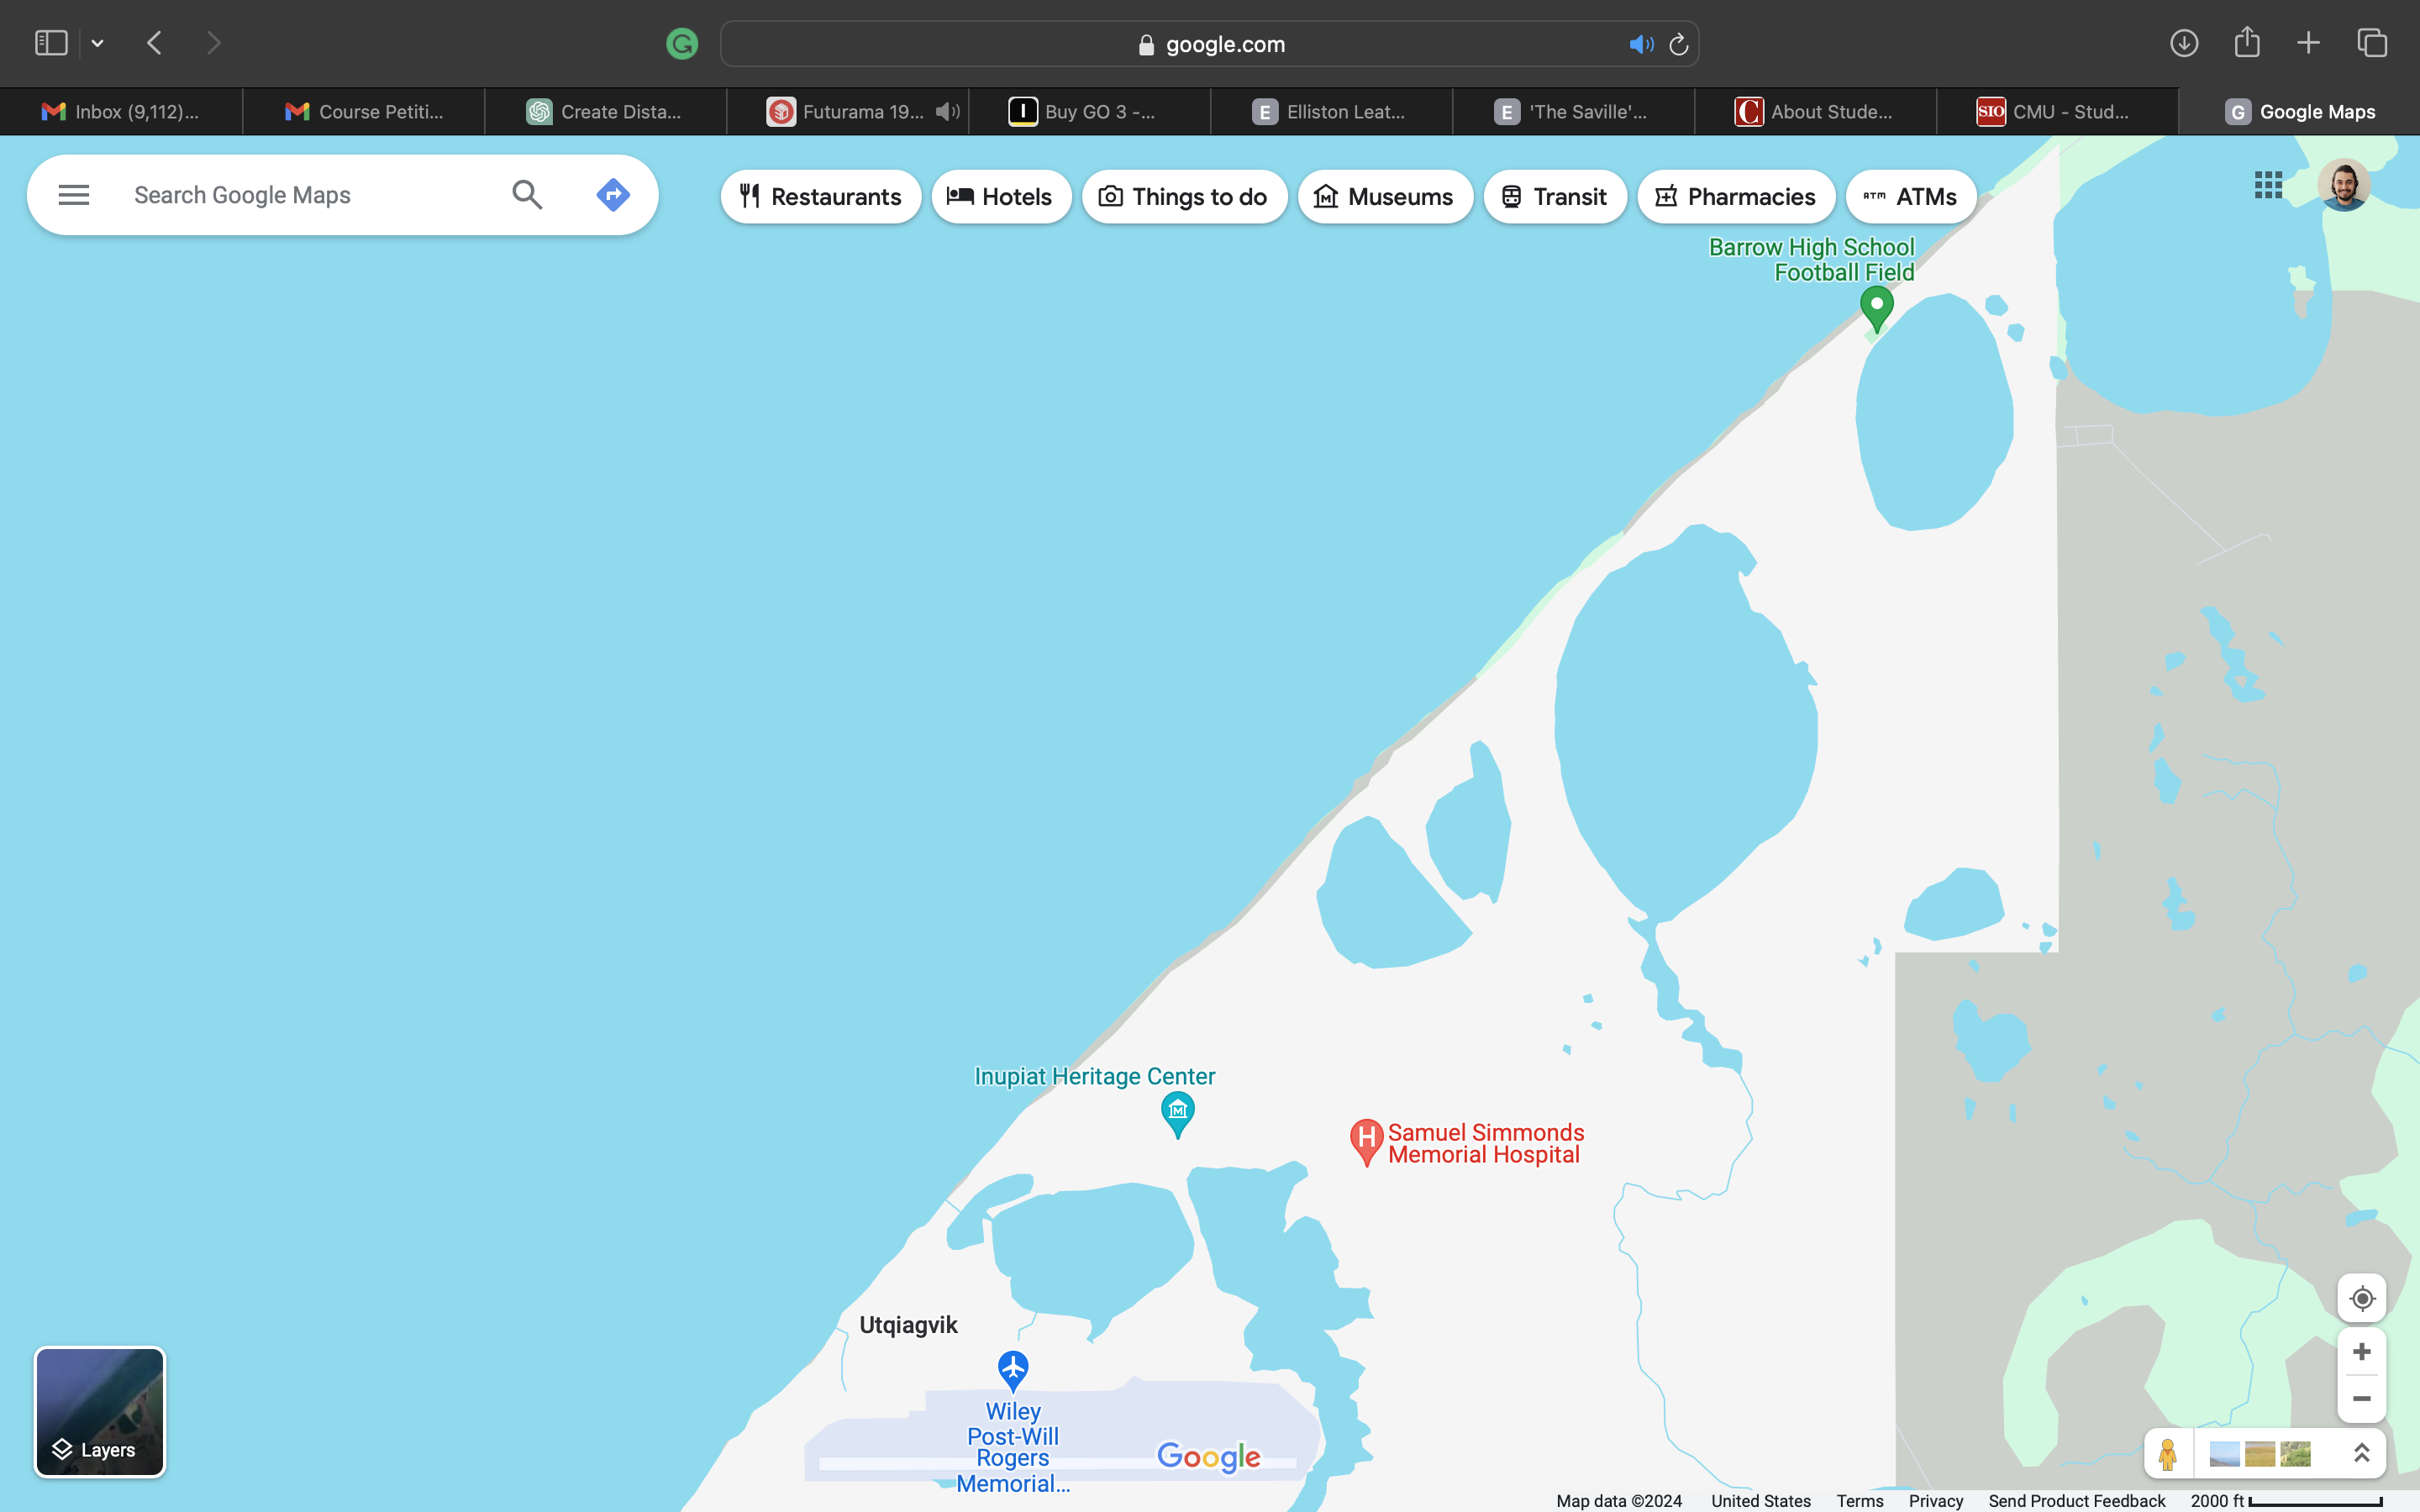 google.com
Inbox (9,112)...
Course Petiti...
Create Dista...
Futurama 19...
I
Buy GO 3 -...
E
Elliston Leat...
E
'The Saville'...
C
About Stude...
SIO
CMU - Stud...
G
Google Maps
Search Google Maps
Restaurants
Hotels
Things to do
M
Museums
Transit
Pharmacies
ATM
ATMs
Barrow High School
Football Field
Inupiat Heritage Center
M
H
Samuel Simmonds
Memorial Hospital
Utqiagvik
Wiley
Post-Will
Rogers
Memorial...
Google
Layers
Map data ©2024
United States
Terms
Privacy
Send Product Feedback
2000 ft